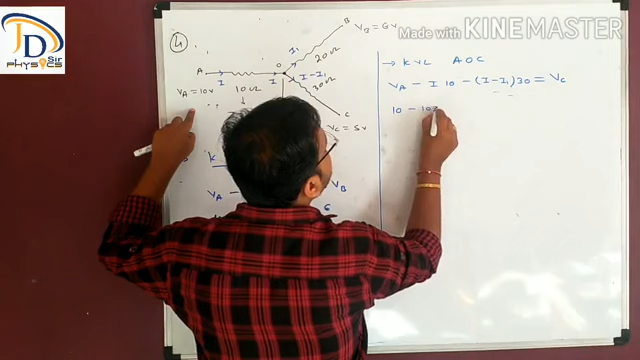 JD
Sir
PHYSICS
Made with KINEMASTER
4
B
V_B = 6V
I₁
20Ω
A
I
10Ω
I
O
I - I₁
30Ω
V_A = 10V
C
V_C = 5V
K
V_A -
V_B
6
→ KVL AOC
V_A - I 10 - (I - I₁) 30 = V_C
10 - 10